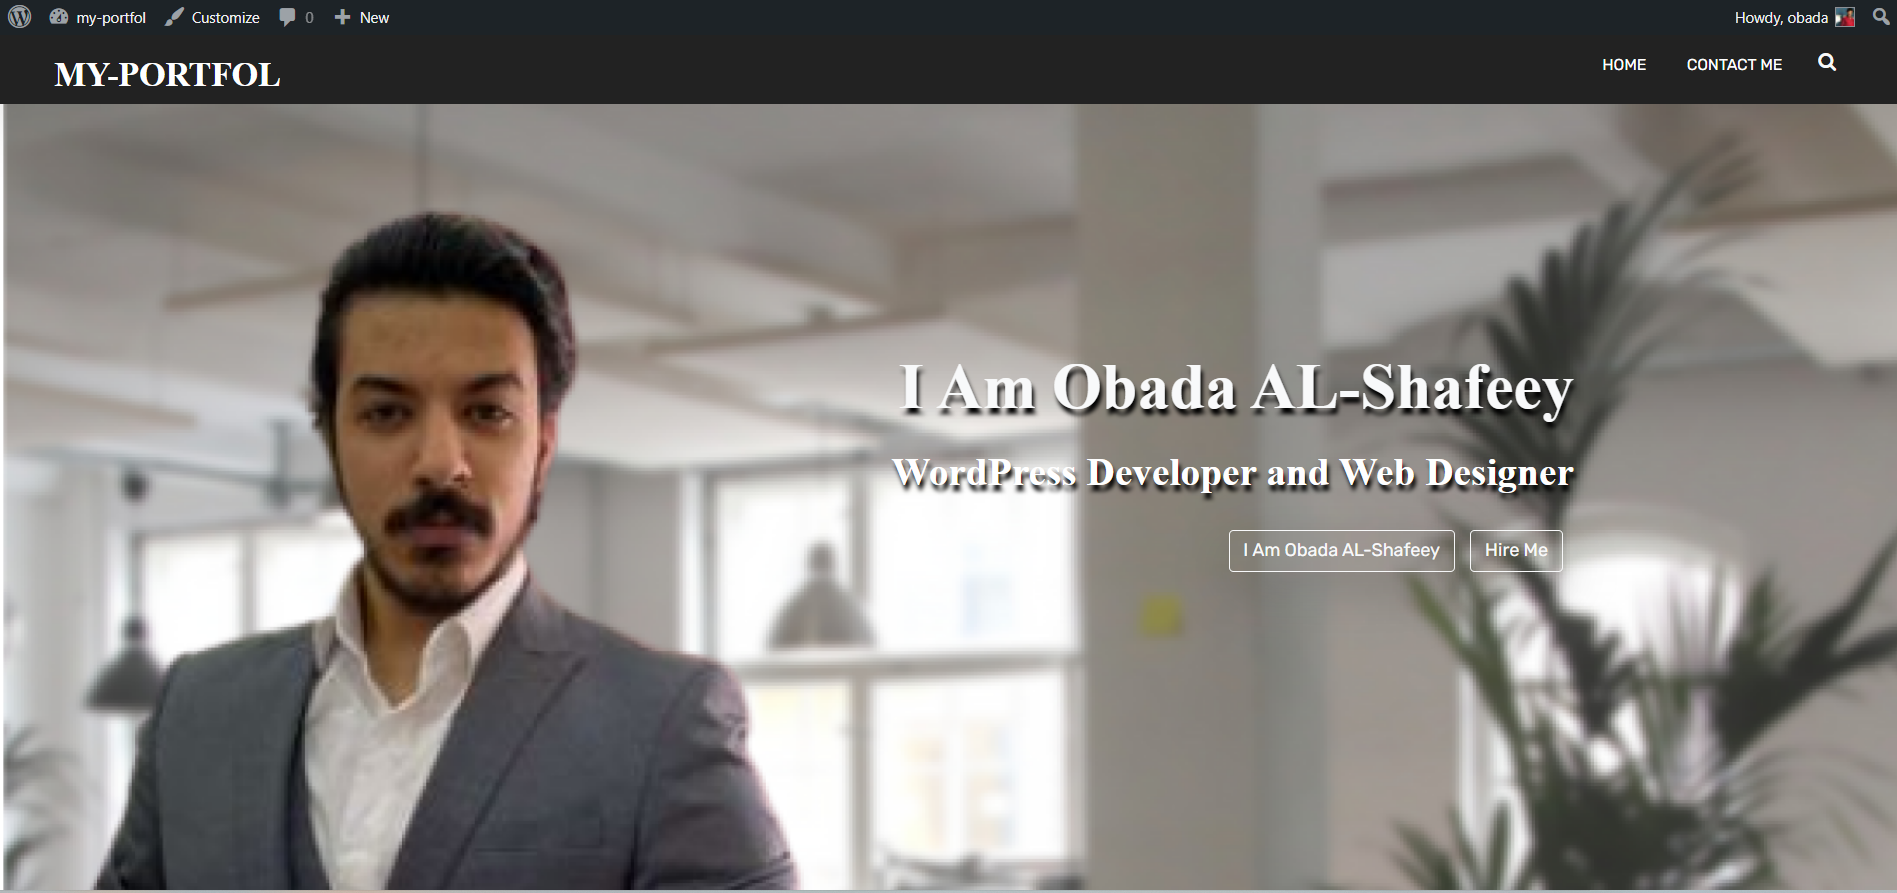 my-portfol Customize 0 New Howdy, obada
MY-PORTFOL HOME CONTACT ME
I Am Obada AL-Shafeey
WordPress Developer and Web Designer
I Am Obada AL-Shafeey Hire Me